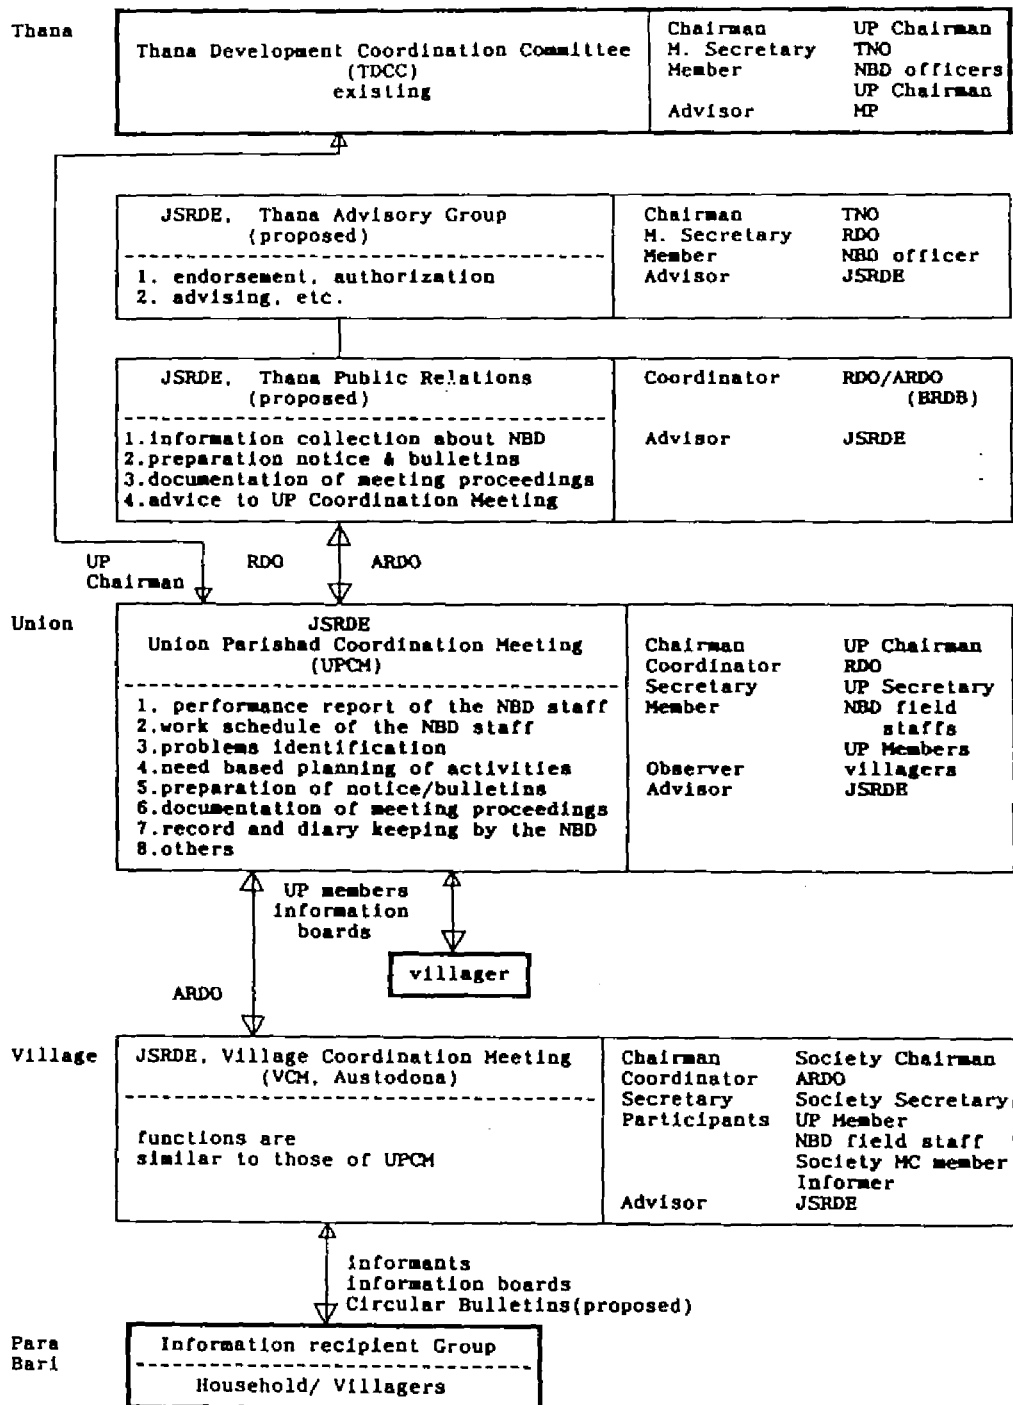 Thana
Thana Development Coordination Committee
(TDCC)
existing
Chairman UP Chairman
M. Secretary TNO
Member NBD officers
UP Chairman
Advisor MP
JSRDE, Thana Advisory Group
(proposed)
1. endorsement, authorization
2. advising, etc.
Chairman TNO
M. Secretary RDO
Member NBD officer
Advisor JSRDE
JSRDE, Thana Public Relations
(proposed)
1.information collection about NBD
2.preparation notice & bulletins
3.documentation of meeting proceedings
4.advice to UP Coordination Meeting
Coordinator RDO/ARDO
(BRDB)
Advisor JSRDE
UP
Chairman
RDO ARDO
Union
JSRDE
Union Parishad Coordination Meeting
(UPCM)
1. performance report of the NBD staff
2.work schedule of the NBD staff
3.problems identification
4.need based planning of activities
5.preparation of notice/bulletins
6.documentation of meeting proceedings
7.record and diary keeping by the NBD
8.others
Chairman UP Chairman
Coordinator RDO
Secretary UP Secretary
Member NBD field
staffs
UP Members
Observer villagers
Advisor JSRDE
UP members
information
boards
villager
ARDO
Village
JSRDE, Village Coordination Meeting
(VCM, Austodona)
functions are
similar to those of UPCM
Chairman Society Chairman
Coordinator ARDO
Secretary Society Secretary
Participants UP Member
NBD field staff
Society MC member
Informer
Advisor JSRDE
informants
information boards
Circular Bulletins(proposed)
Para
Bari
Information recipient Group
Household/ Villagers